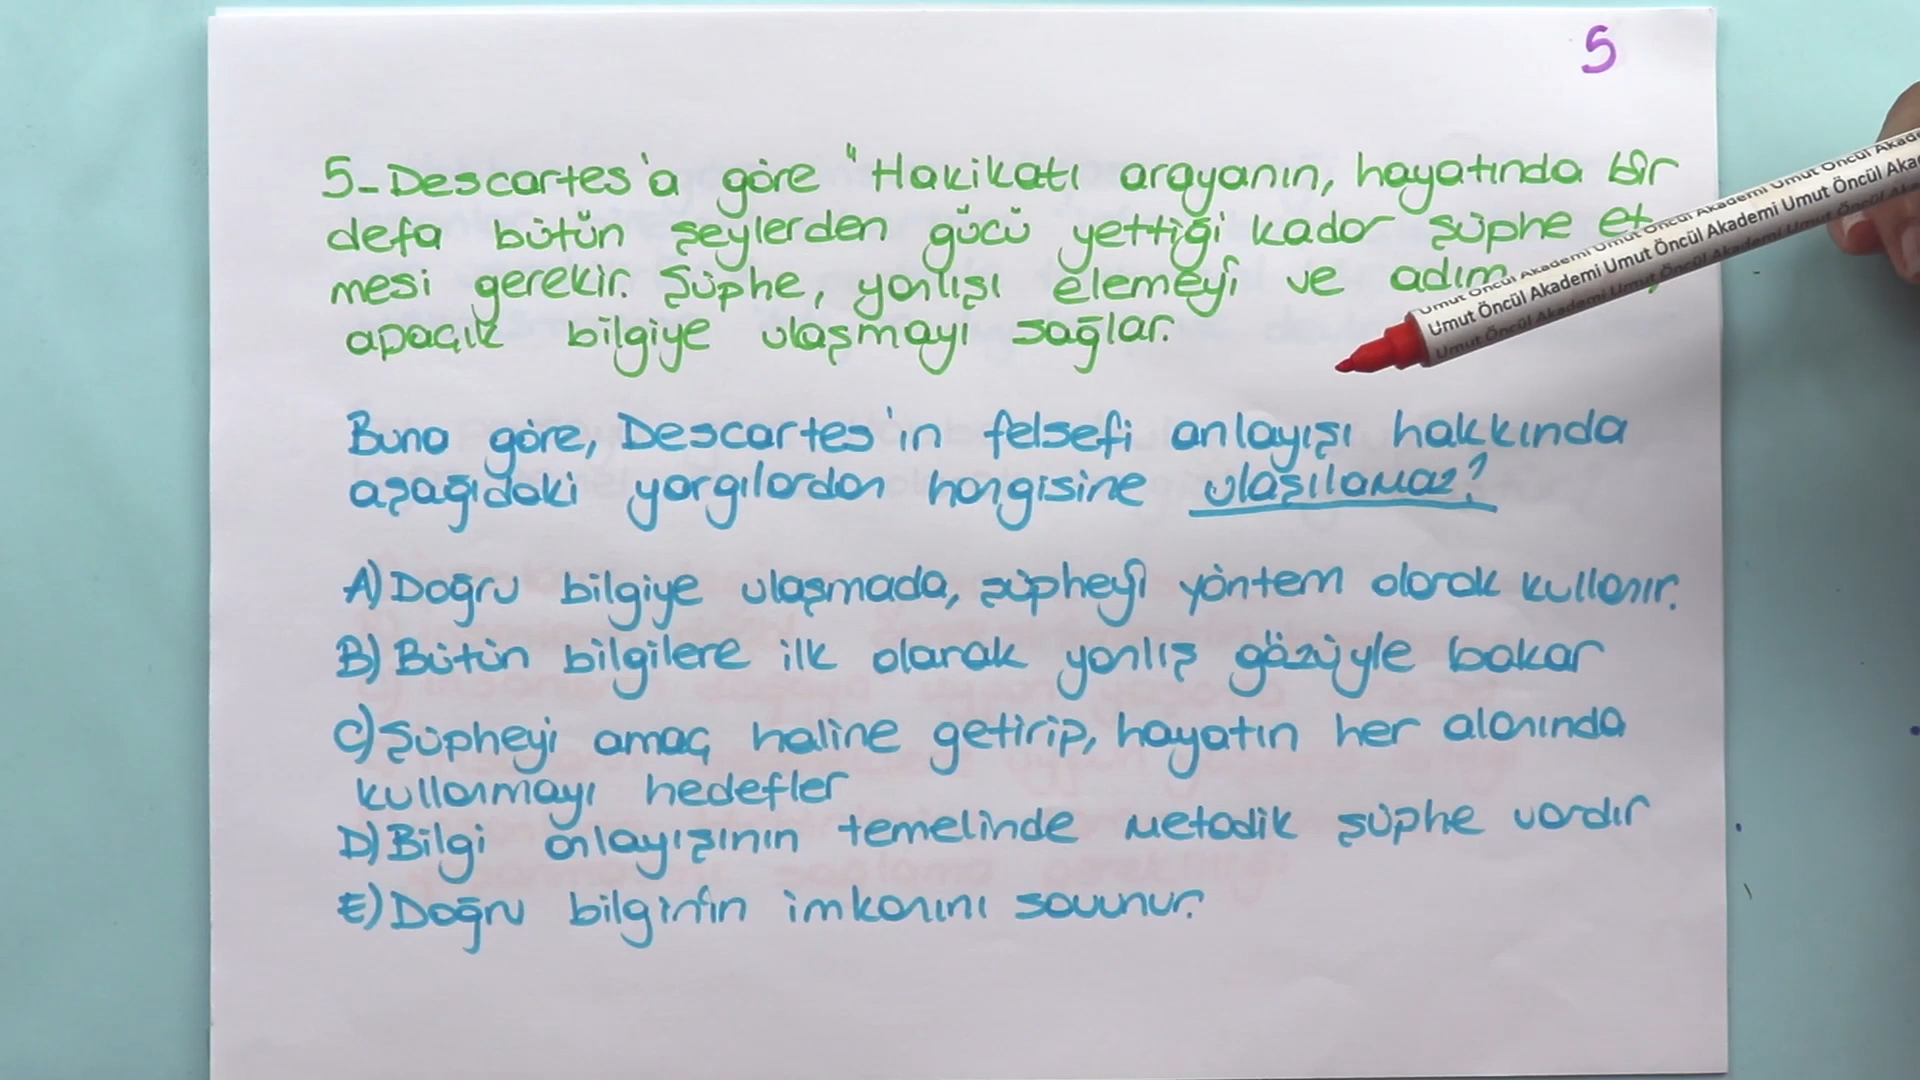 5
5-Descartes'a göre "Hakikatı arayanın, hayatında bir
defa bütün şeylerden gücü yettiği kadar şüphe et
mesi gerekir. Şüphe, yanlışı elemeyi ve adım
apaçık bilgiye ulaşmayı sağlar.
Buna göre, Descartes'in felsefi anlayışı hakkında
aşağıdaki yargılardan hangisine ulaşılamaz?
A) Doğru bilgiye ulaşmada, şüpheyi yöntem olarak kullanır.
B) Bütün bilgilere ilk olarak yanlış gözüyle bakar
C) Şüpheyi amaç haline getirip, hayatın her alanında
kullanmayı hedefler
D) Bilgi anlayışının temelinde metodik şüphe vardır
E) Doğru bilginin imkanını savunur.
Umut Öncül Akademi Umut Öncül Akademi Umut Öncül Aka